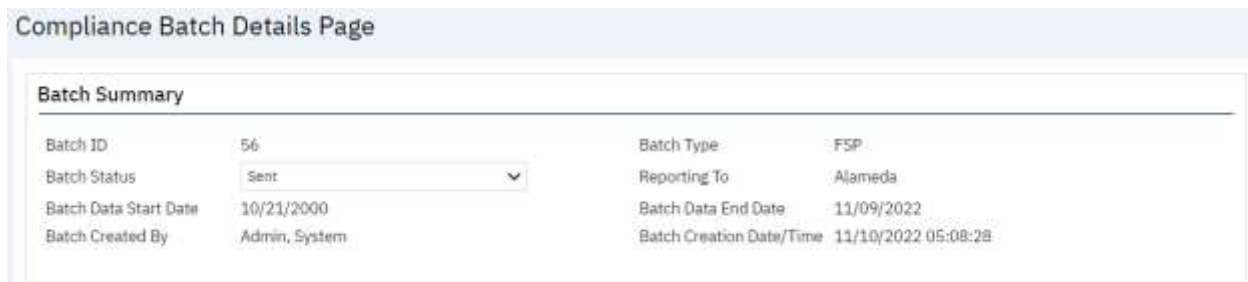 Compliance Batch Details Page
Batch Summary
Batch ID 56 Batch Type FSP
Batch Status Sent Reporting To Alameda
Batch Data Start Date 10/21/2000 Batch Data End Date 11/09/2022
Batch Created By Admin, System Batch Creation Date/Time 11/10/2022 05:08:28